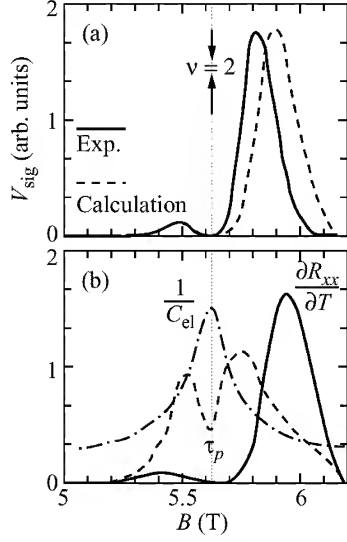 2
(a)
ν = 2
1
Exp.
Calculation
0
V_sig (arb. units)
2
(b)
1/C_el
∂R_xx/∂T
1
τ_p
0
5
5.5
6
B (T)